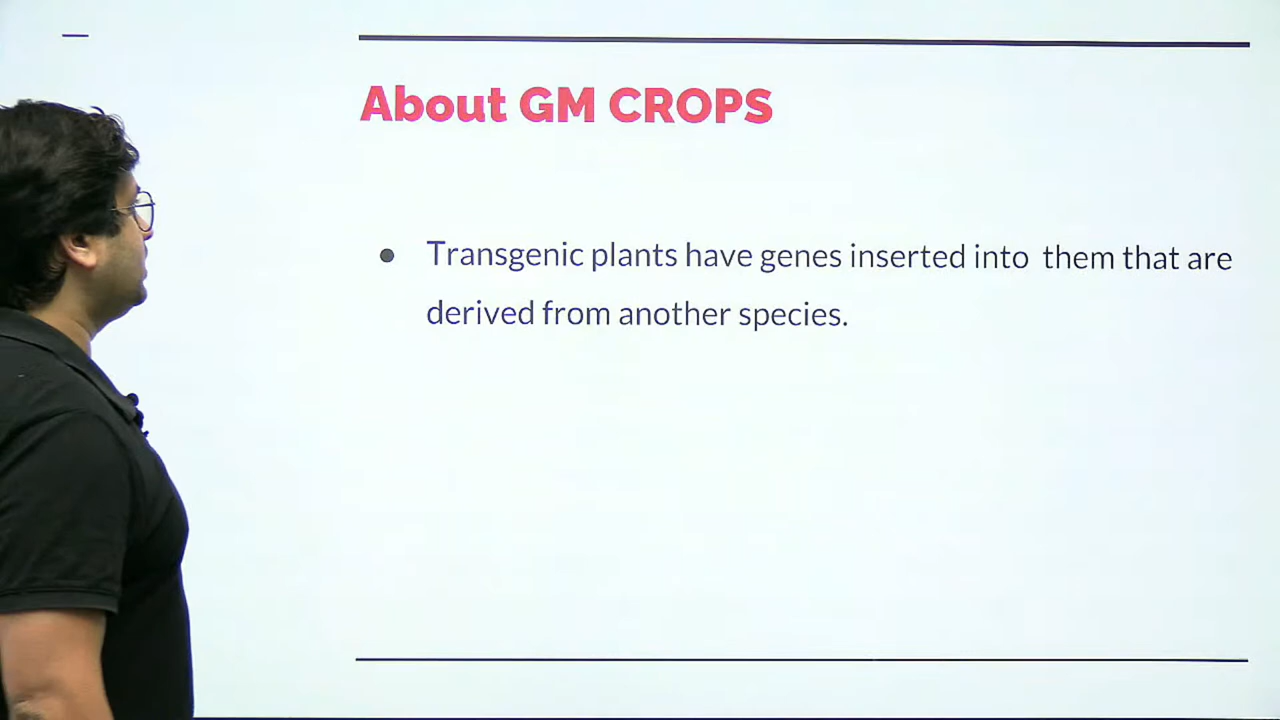 About GM CROPS
● Transgenic plants have genes inserted into them that are
derived from another species.